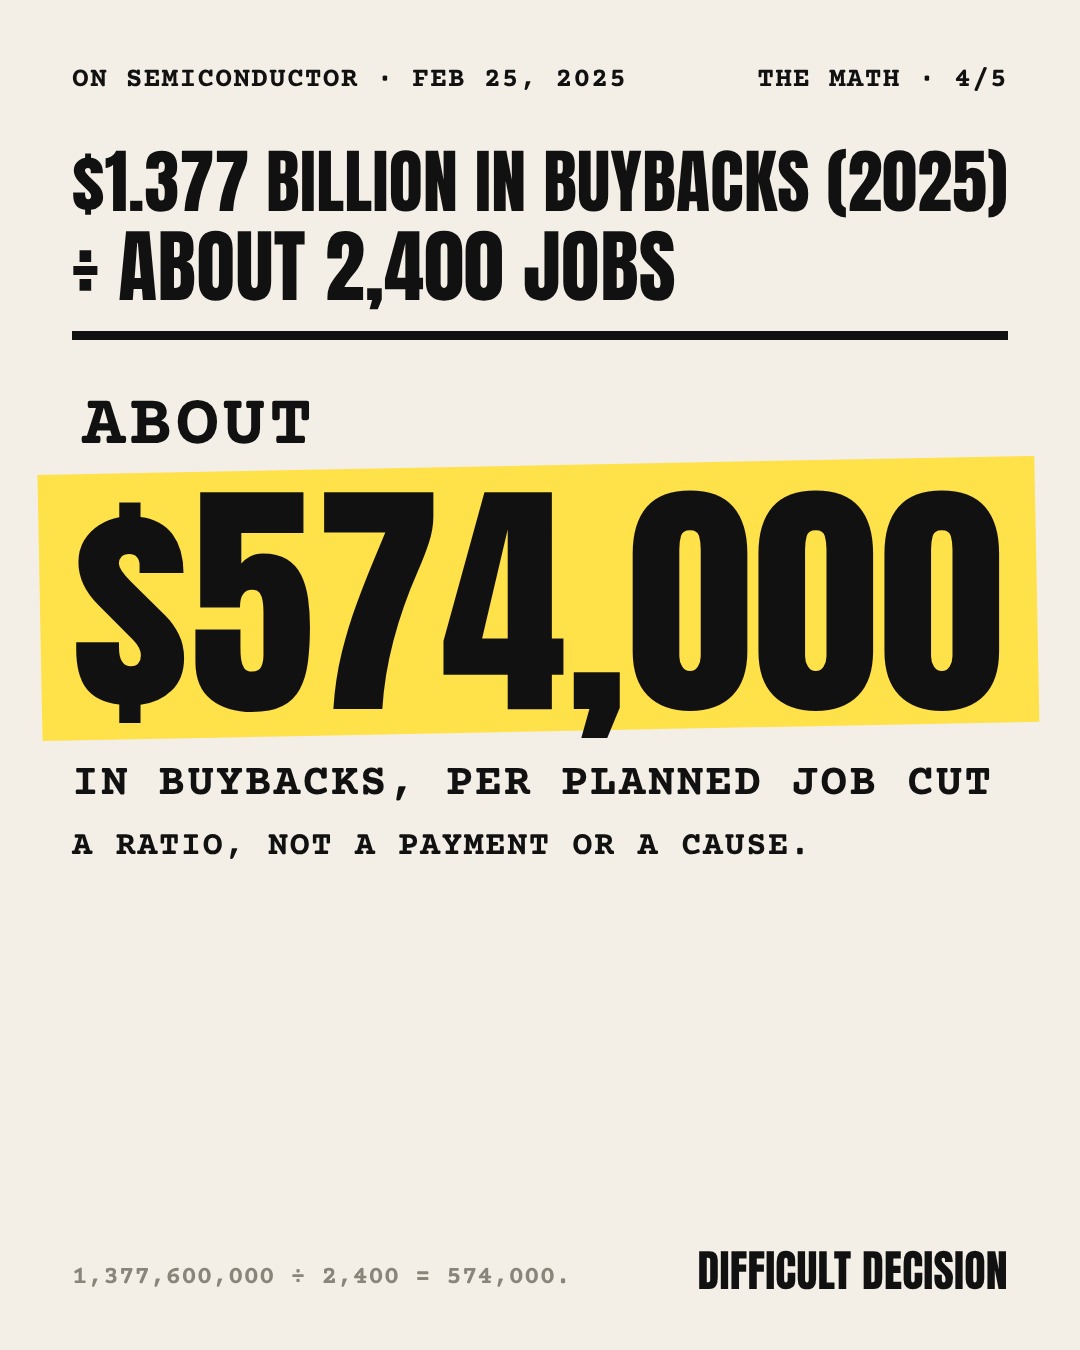 ON SEMICONDUCTOR · FEB 25, 2025
THE MATH · 4/5
$1.377 BILLION IN BUYBACKS (2025)
÷ ABOUT 2,400 JOBS
ABOUT
$574,000
IN BUYBACKS, PER PLANNED JOB CUT
A RATIO, NOT A PAYMENT OR A CAUSE.
1,377,600,000 ÷ 2,400 = 574,000.
DIFFICULT DECISION